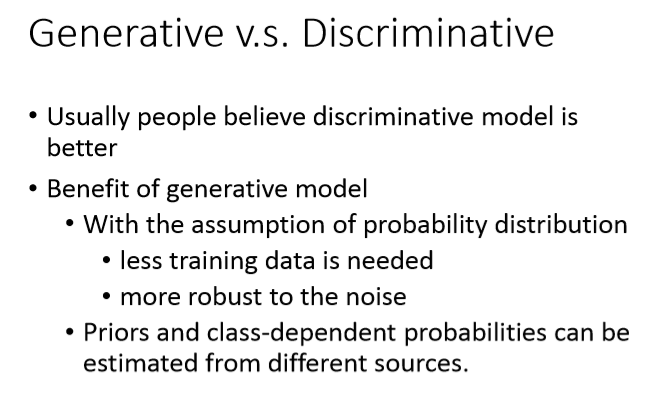 Generative v.s. Discriminative
• Usually people believe discriminative model is
better
• Benefit of generative model
• With the assumption of probability distribution
• less training data is needed
• more robust to the noise
• Priors and class-dependent probabilities can be
estimated from different sources.